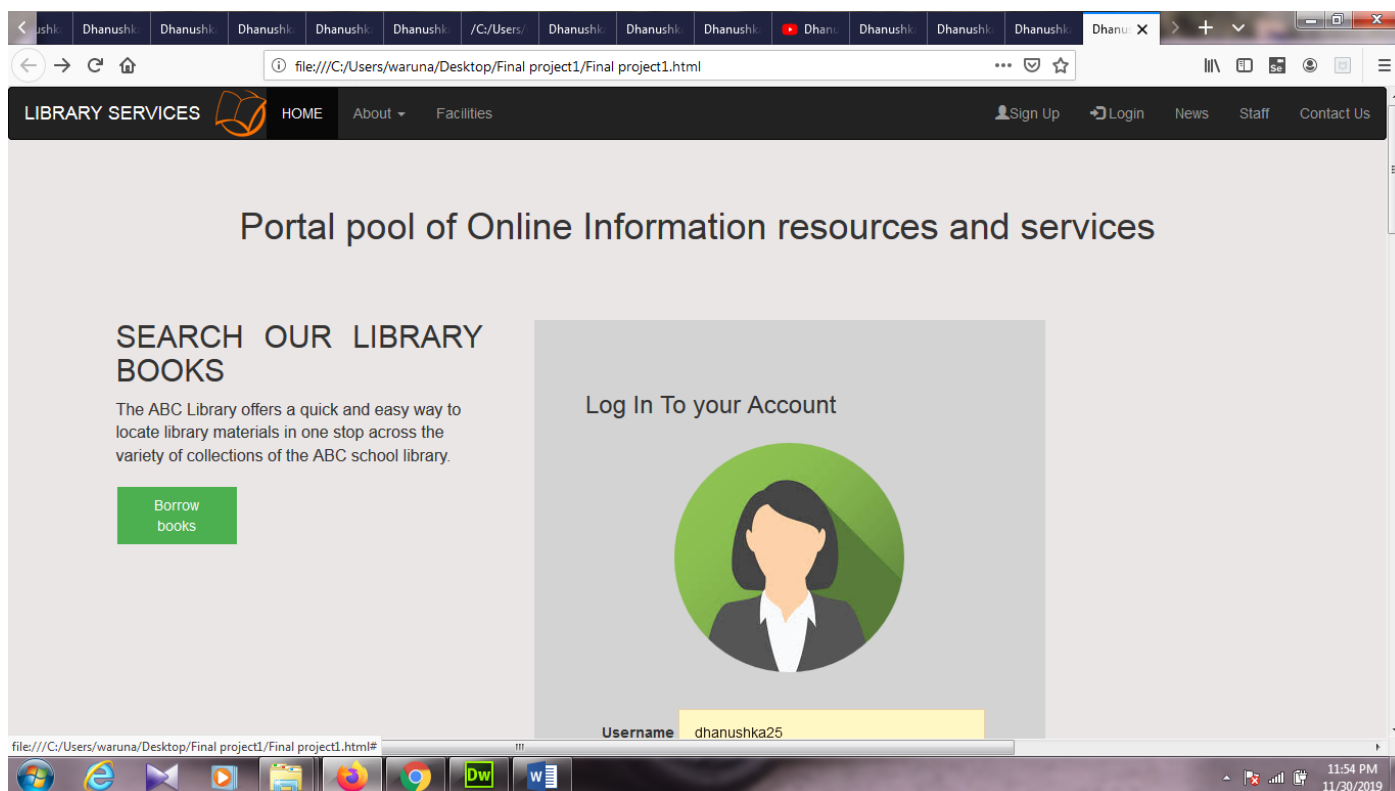 Dhanushk Dhanushk Dhanushk Dhanushk Dhanushk /C:/Users/ Dhanushk Dhanushk Dhanushk Dhanu Dhanushk Dhanushk Dhanushk Dhanus
file:///C:/Users/waruna/Desktop/Final project1/Final project1.html
LIBRARY SERVICES HOME About Facilities Sign Up Login News Staff Contact Us
Portal pool of Online Information resources and services
SEARCH OUR LIBRARY
BOOKS
The ABC Library offers a quick and easy way to
locate library materials in one stop across the
variety of collections of the ABC school library.
Borrow
books
Log In To your Account
Username dhanushka25
file:///C:/Users/waruna/Desktop/Final project1/Final project1.html#
Dw W
11:54 PM
11/30/2019